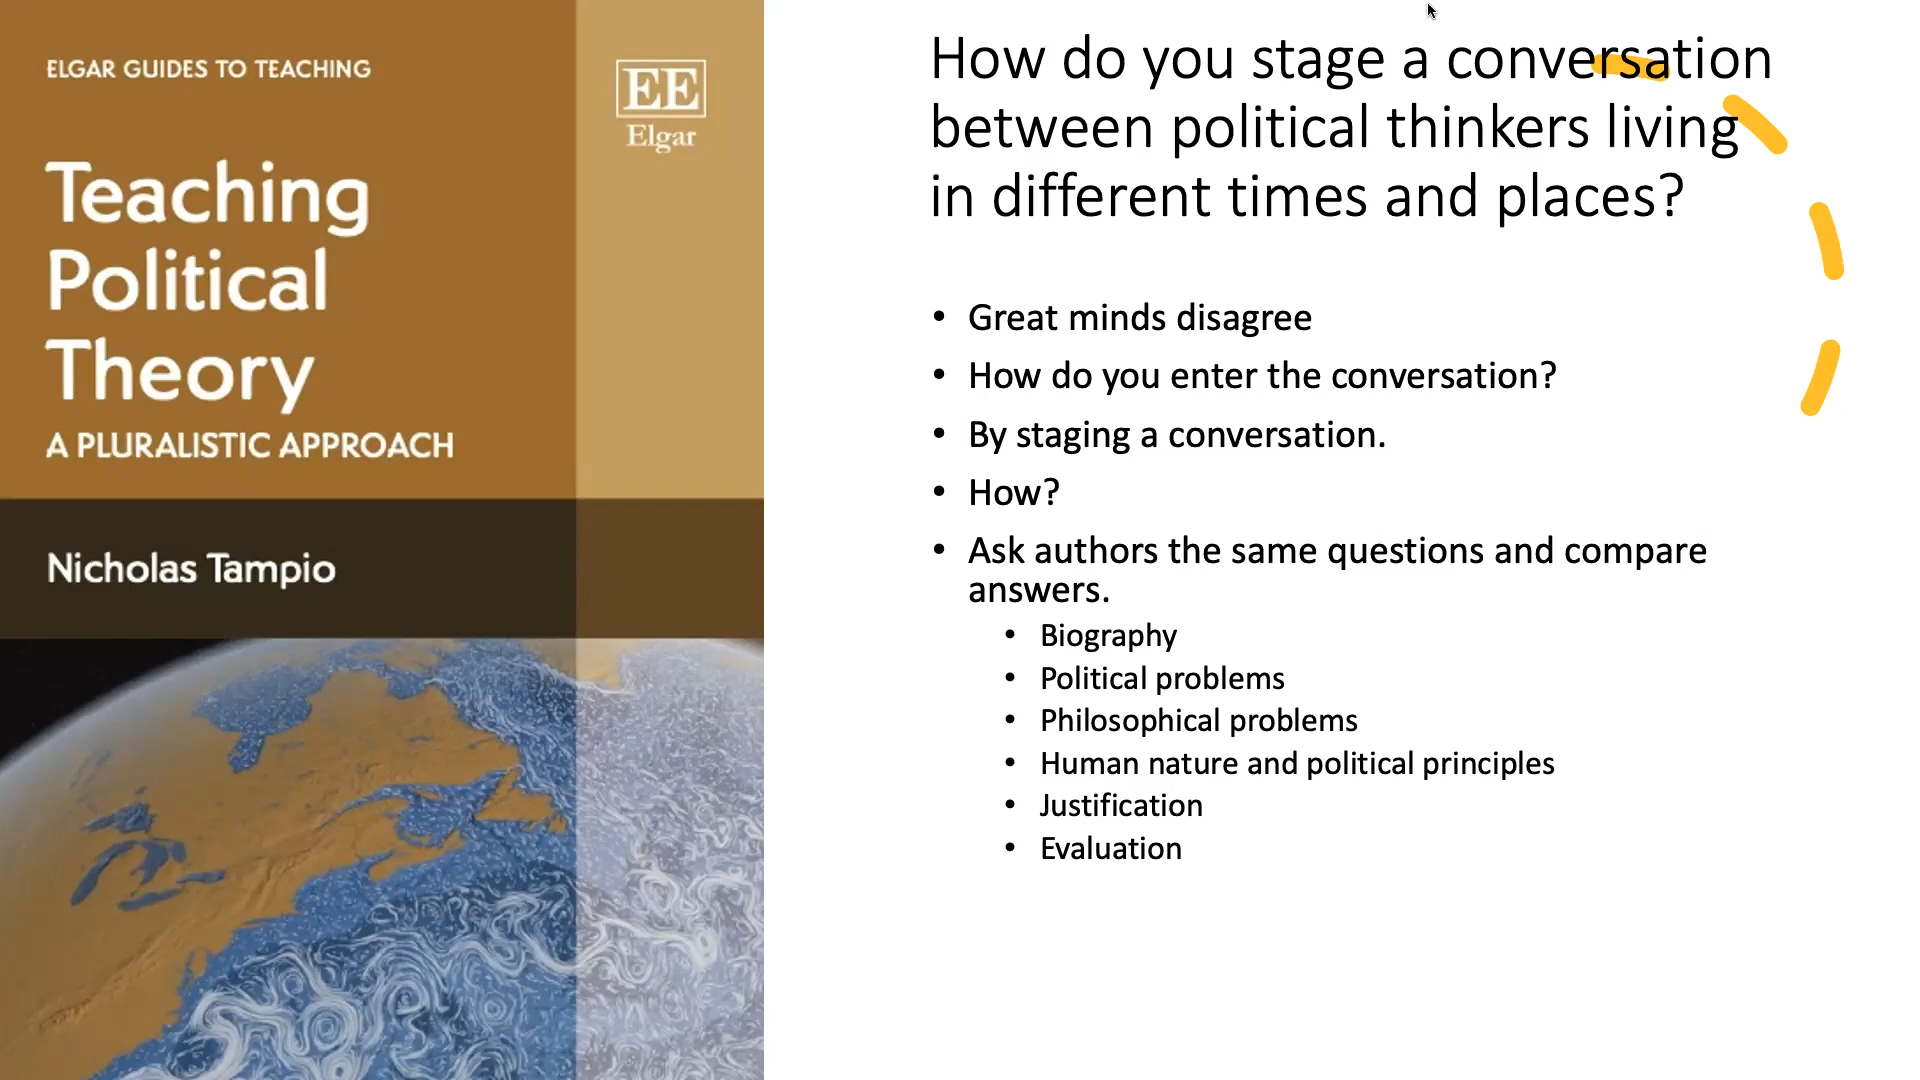 ELGAR GUIDES TO TEACHING
EE
Elgar
Teaching
Political
Theory
A PLURALISTIC APPROACH
Nicholas Tampio
How do you stage a conversation
between political thinkers living
in different times and places?
• Great minds disagree
• How do you enter the conversation?
• By staging a conversation.
• How?
• Ask authors the same questions and compare
answers.
• Biography
• Political problems
• Philosophical problems
• Human nature and political principles
• Justification
• Evaluation